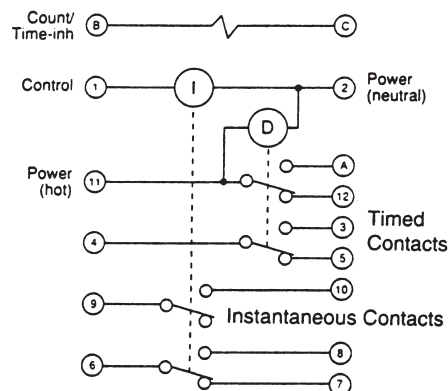 Count/
Time-inh
B
C
Control
1
I
2
Power
(neutral)
D
Power
(hot)
11
A
12
3
Timed
Contacts
4
5
10
9
Instantaneous Contacts
8
6
7